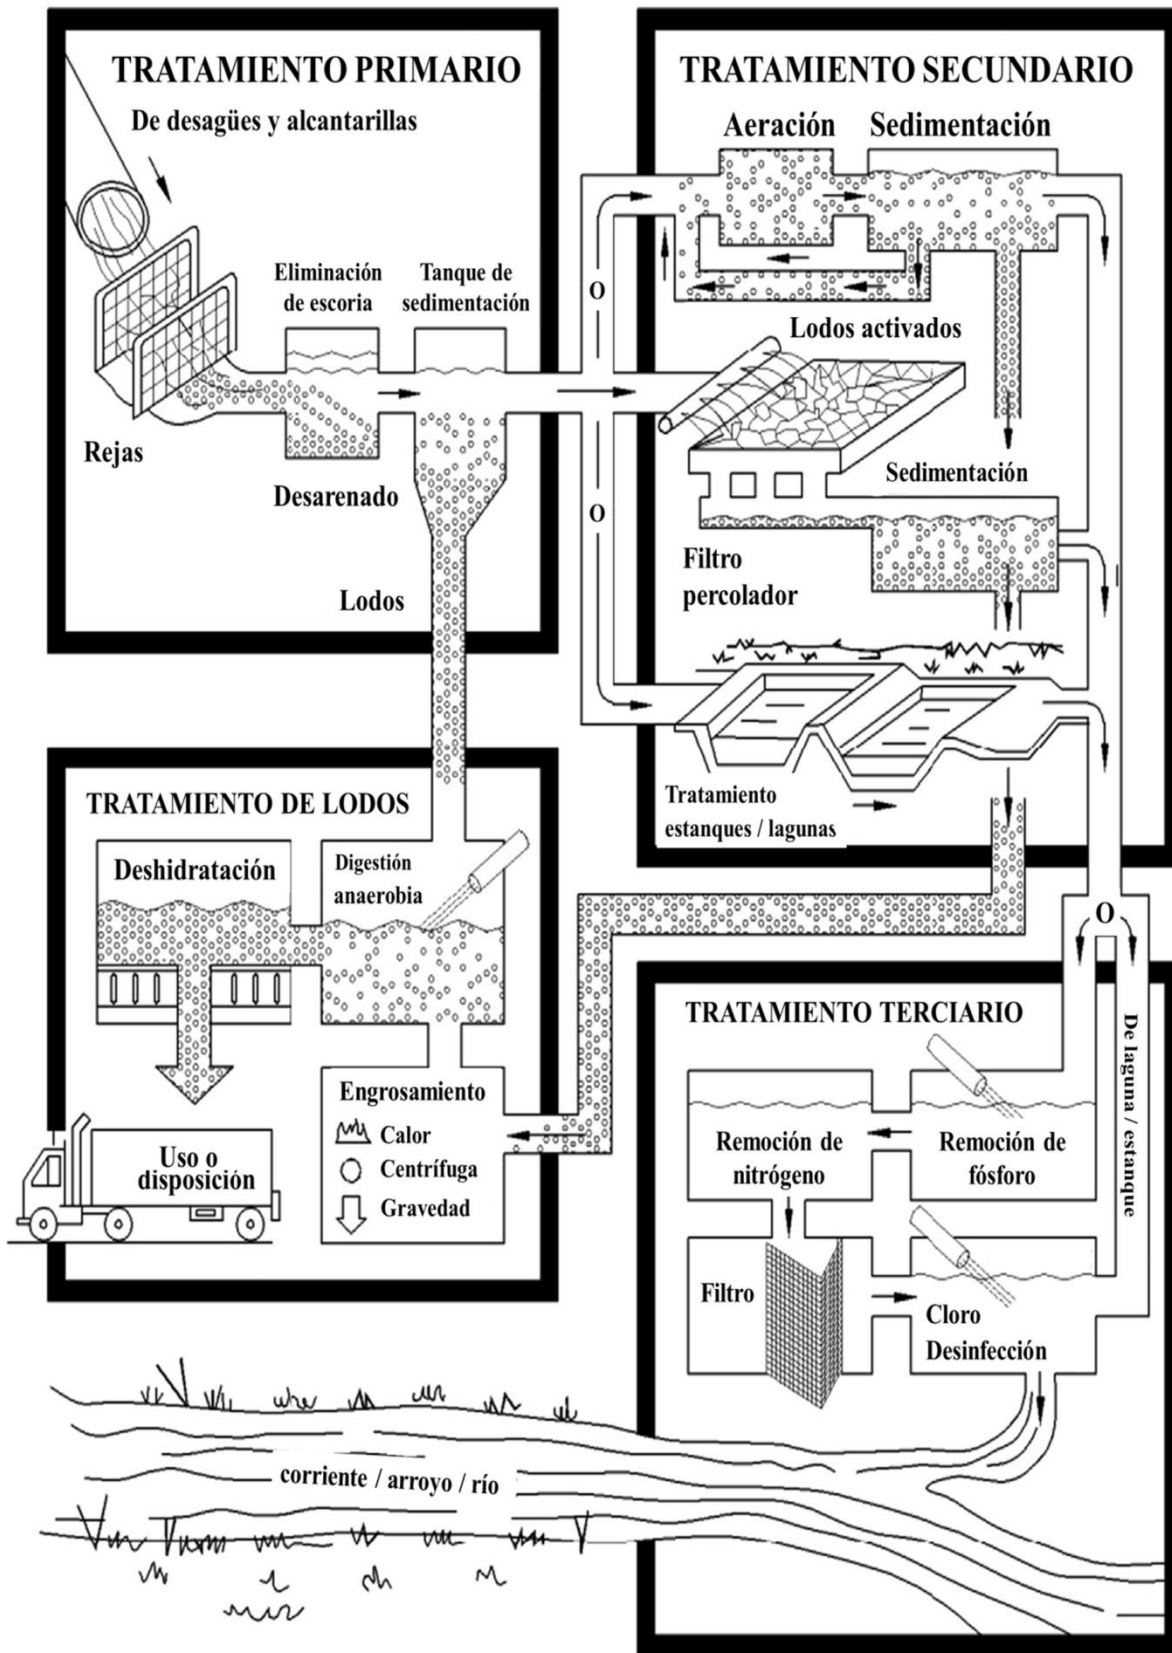 TRATAMIENTO PRIMARIO
De desagües y alcantarillas
Eliminación
de escoria
Tanque de
sedimentación
Rejas
Desarenado
Lodos
TRATAMIENTO SECUNDARIO
Aeración
Sedimentación
O
Lodos activados
Sedimentación
O
Filtro
percolador
Tratamiento
estanques / lagunas
TRATAMIENTO DE LODOS
Deshidratación
Digestión
anaerobia
Engrosamiento
Calor
Centrífuga
Gravedad
Uso o
disposición
O
TRATAMIENTO TERCIARIO
De laguna / estanque
Remoción de
nitrógeno
Remoción de
fósforo
Filtro
Cloro
Desinfección
corriente / arroyo / río